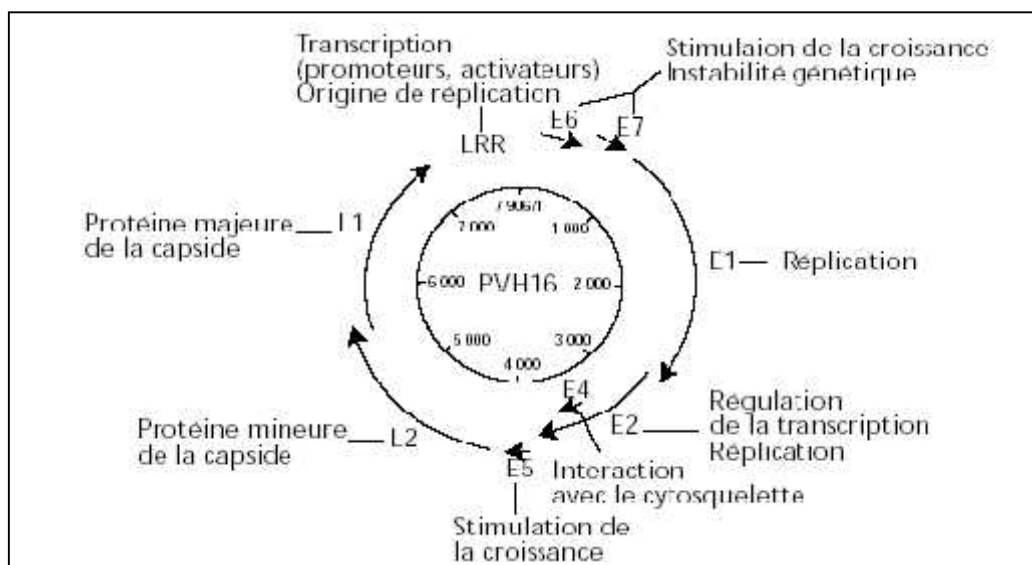 Transcription
(promoteurs, activateurs)
Origine de réplication
LRR
Stimulaion de la croissance
Instabilité génétique
E6
E7
E1
Réplication
E2
Régulation
de la transcription
Réplication
E4
Interaction
avec le cytosquelette
E5
Stimulation de
la croissance
L2
Protéine mineure
de la capside
L1
Protéine majeure
de la capside
PVH16
7 906/1
1 000
2 000
3 000
4 000
5 000
6 000
7 000